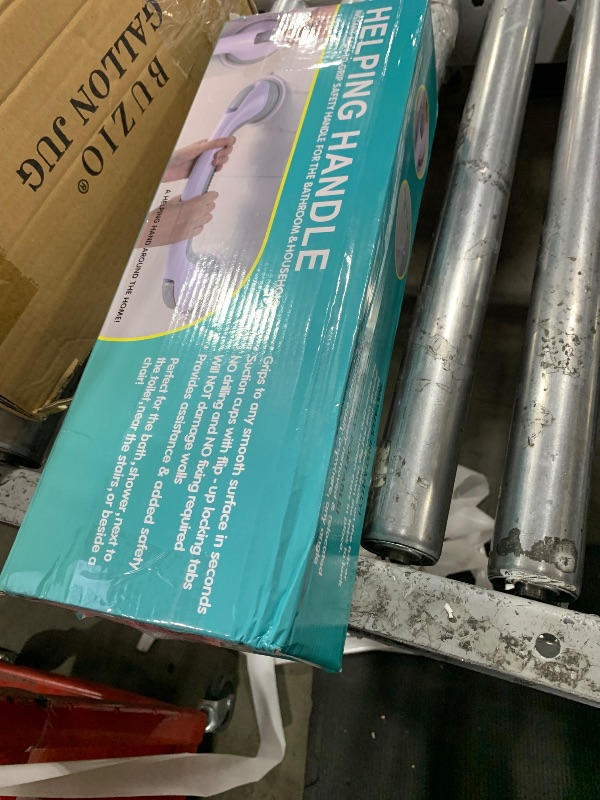 BUZIO®
GALLON JUG
HELPING HANDLE
GRIP SAFETY HANDLE FOR THE BATHROOM & HOUSEHOLD
A HELPING HAND AROUND THE HOME!
Grips to any smooth surface in seconds
Suction cups with flip - up locking tabs
NO drilling and NO fixing required
Will NOT damage walls
Provides assistance & added safety
Perfect for the bath, shower, next to
the toilet, near the stairs, or beside a
chair!